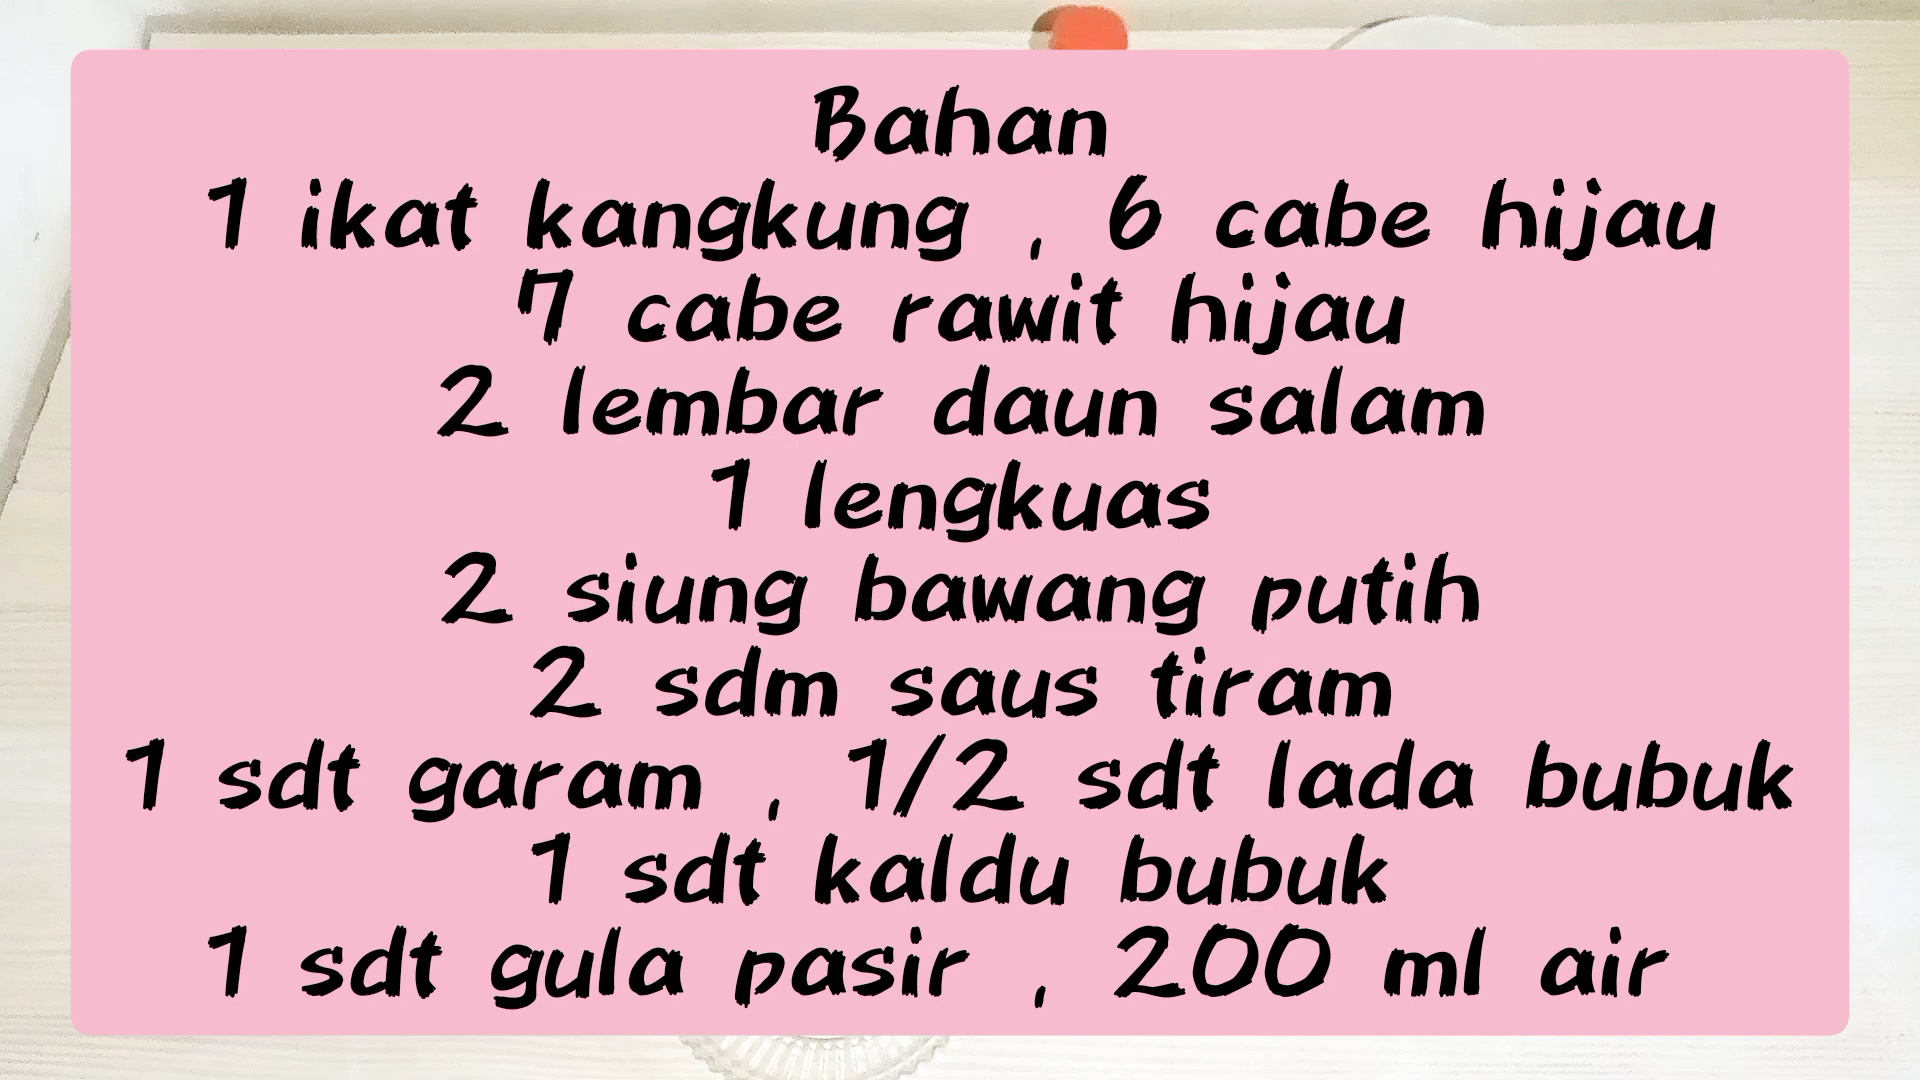 Bahan
1 ikat kangkung , 6 cabe hijau
7 cabe rawit hijau
2 lembar daun salam
1 lengkuas
2 siung bawang putih
2 sdm saus tiram
1 sdt garam , 1/2 sdt lada bubuk
1 sdt kaldu bubuk
1 sdt gula pasir , 200 ml air